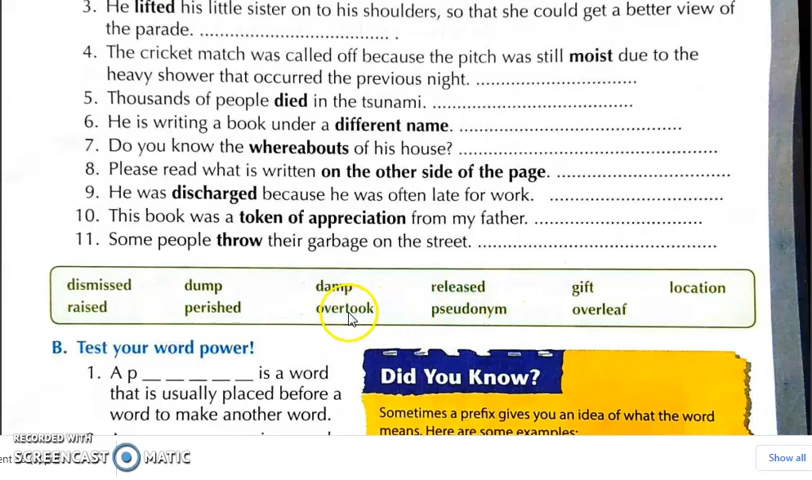 3. He lifted his little sister on to his shoulders, so that she could get a better view of
the parade. .......................................... .
4. The cricket match was called off because the pitch was still moist due to the
heavy shower that occurred the previous night. ....................................
5. Thousands of people died in the tsunami. .............................................
6. He is writing a book under a different name. ..................................................
7. Do you know the whereabouts of his house? ..........................................................
8. Please read what is written on the other side of the page. .......................................
9. He was discharged because he was often late for work. .......................................
10. This book was a token of appreciation from my father. .....................................
11. Some people throw their garbage on the street. ......................................................
dismissed dump damp released gift location
raised perished overtook pseudonym overleaf
B. Test your word power!
1. A p _ _ _ _ _ is a word
that is usually placed before a
word to make another word.
Did You Know?
Sometimes a prefix gives you an idea of what the word
means. Here are some examples:
RECORDED WITH
SCREENCAST MATIC
Show all